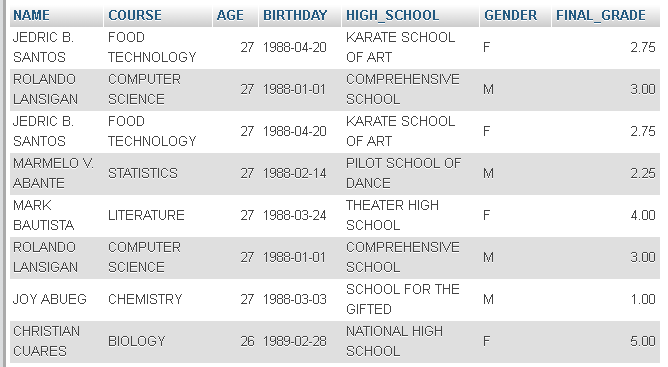 NAME COURSE AGE BIRTHDAY HIGH_SCHOOL GENDER FINAL_GRADE
JEDRIC B. SANTOS FOOD TECHNOLOGY 27 1988-04-20 KARATE SCHOOL OF ART F 2.75
ROLANDO LANSIGAN COMPUTER SCIENCE 27 1988-01-01 COMPREHENSIVE SCHOOL M 3.00
JEDRIC B. SANTOS FOOD TECHNOLOGY 27 1988-04-20 KARATE SCHOOL OF ART F 2.75
MARMELO V. ABANTE STATISTICS 27 1988-02-14 PILOT SCHOOL OF DANCE M 2.25
MARK BAUTISTA LITERATURE 27 1988-03-24 THEATER HIGH SCHOOL F 4.00
ROLANDO LANSIGAN COMPUTER SCIENCE 27 1988-01-01 COMPREHENSIVE SCHOOL M 3.00
JOY ABUEG CHEMISTRY 27 1988-03-03 SCHOOL FOR THE GIFTED M 1.00
CHRISTIAN CUARES BIOLOGY 26 1989-02-28 NATIONAL HIGH SCHOOL F 5.00